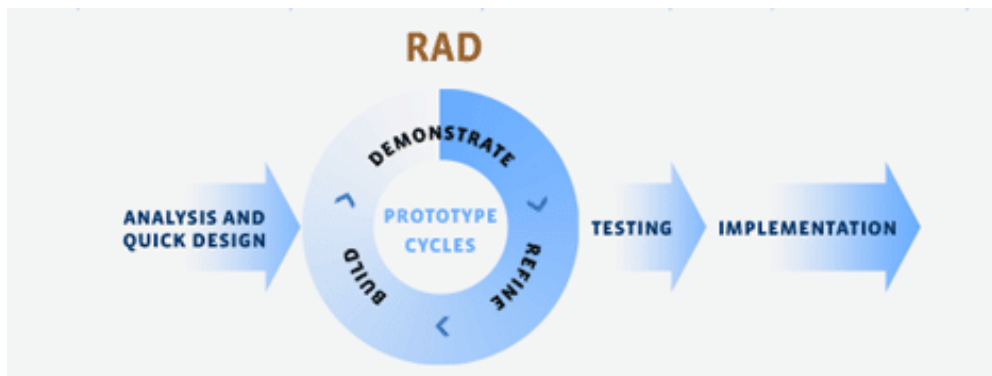 RAD
ANALYSIS AND
QUICK DESIGN
DEMONSTRATE
REFINE
BUILD
PROTOTYPE
CYCLES
TESTING
IMPLEMENTATION